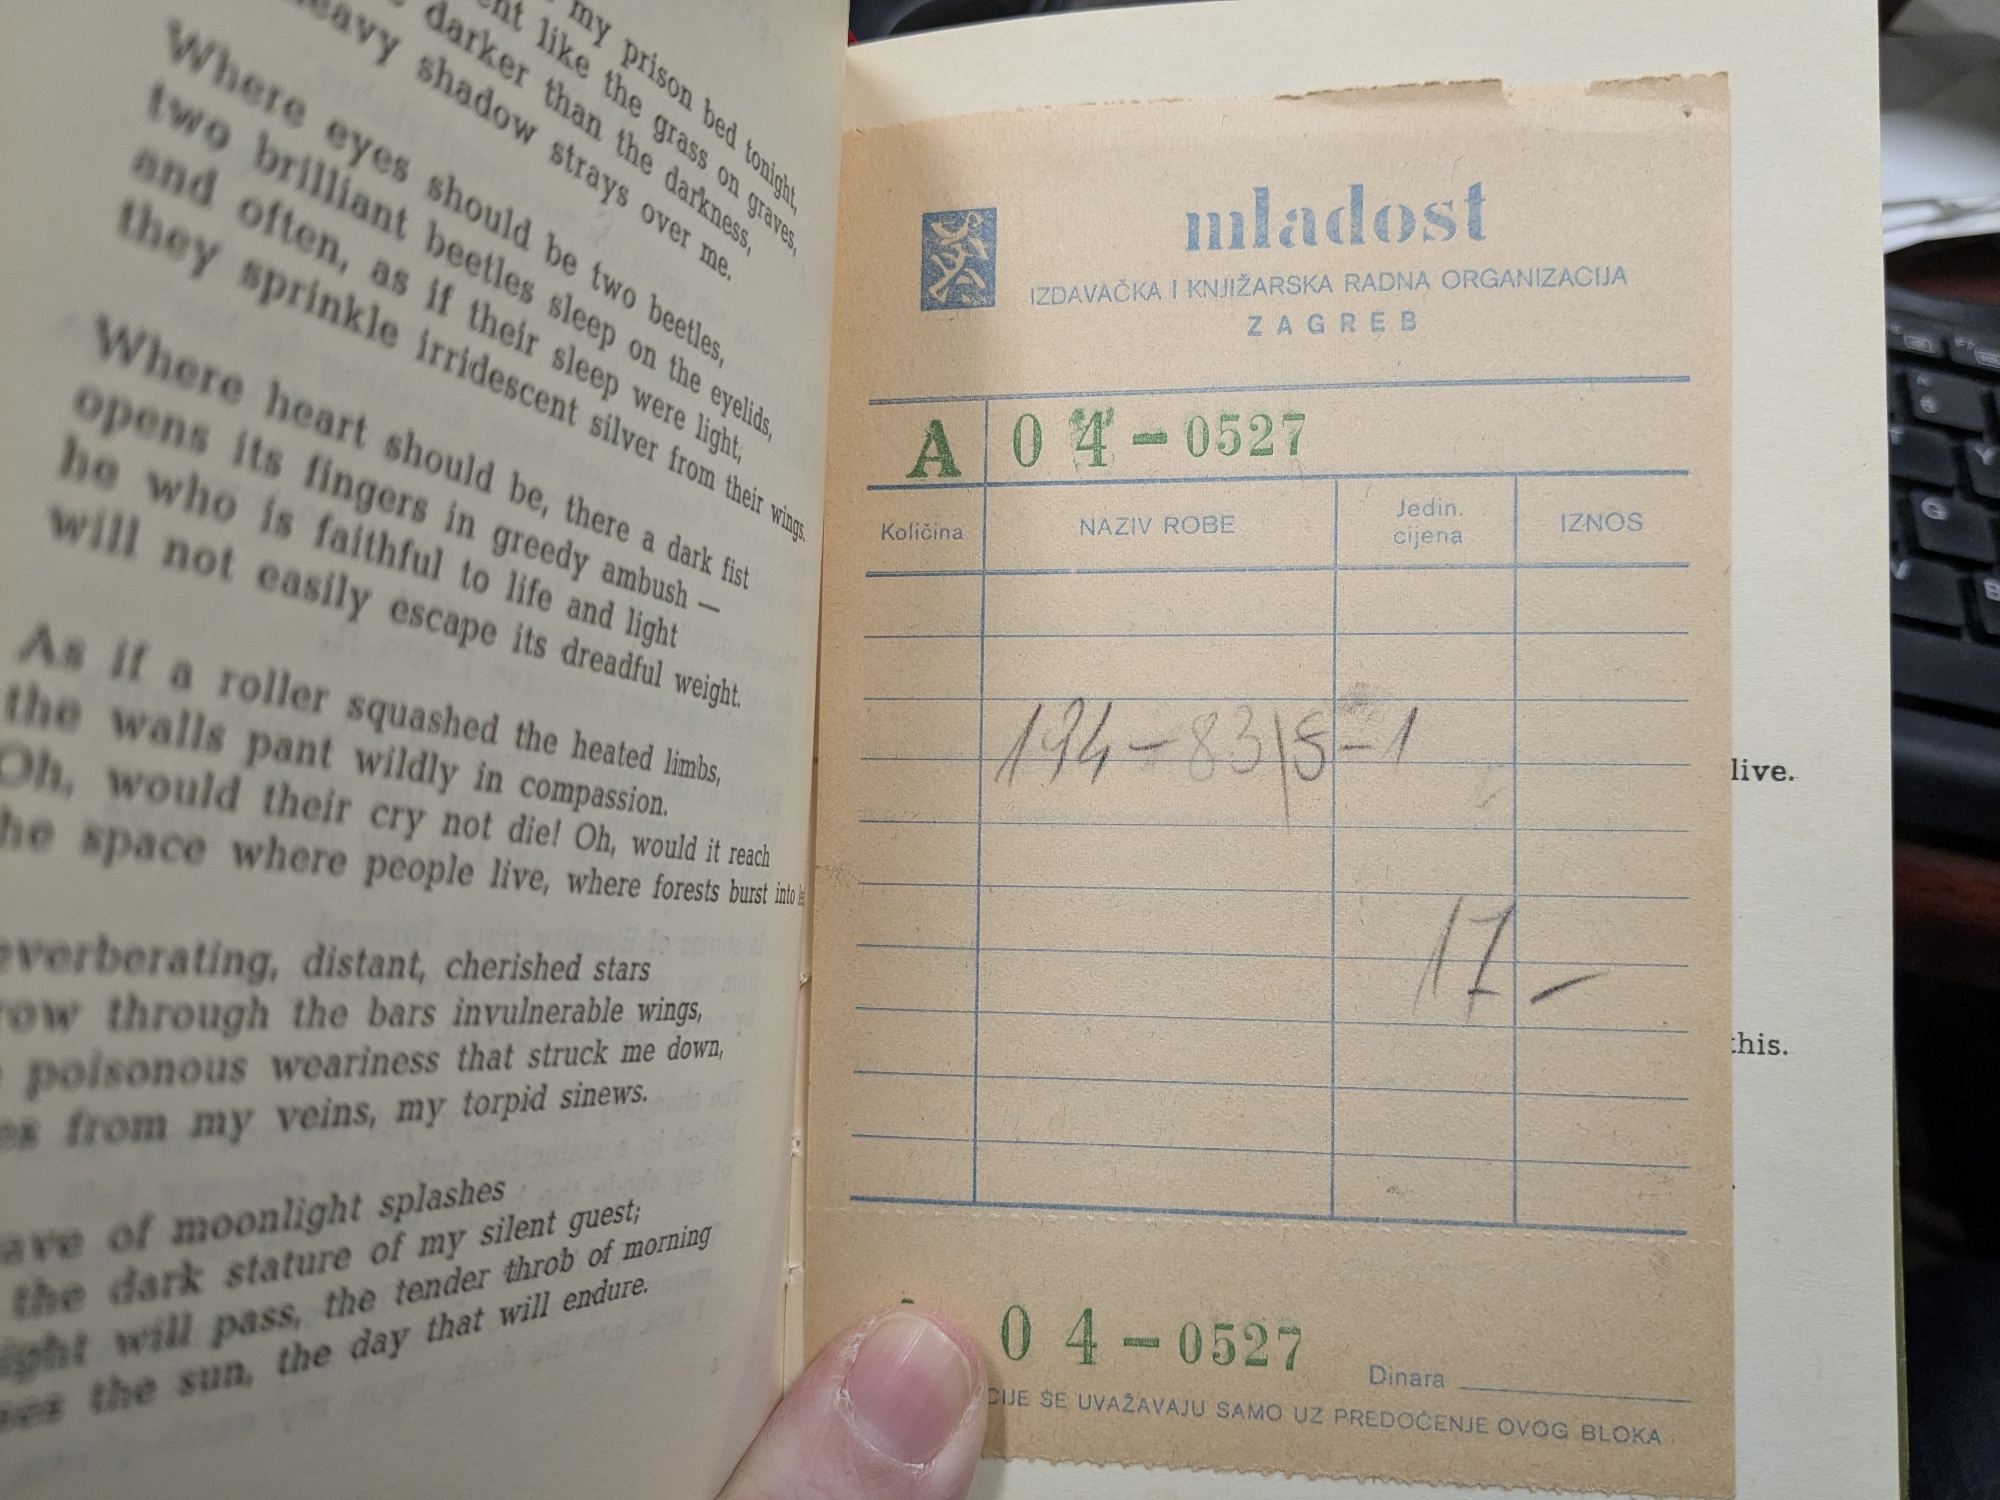 my prison bed tonight,
like the grass on graves,
darker than the darkness,
heavy shadow strays over me.
Where eyes should be two beetles,
two brilliant beetles sleep on the eyelids,
and often, as if their sleep were light,
they sprinkle irridescent silver from their wings.
Where heart should be, there a dark fist
opens its fingers in greedy ambush —
he who is faithful to life and light
will not easily escape its dreadful weight.
As if a roller squashed the heated limbs,
the walls pant wildly in compassion.
Oh, would their cry not die! Oh, would it reach
the space where people live, where forests burst into
everberating, distant, cherished stars
row through the bars invulnerable wings,
poisonous weariness that struck me down,
es from my veins, my torpid sinews.
ave of moonlight splashes
the dark stature of my silent guest;
ight will pass, the tender throb of morning
the sun, the day that will endure.
mladost
IZDAVAČKA I KNJIŽARSKA RADNA ORGANIZACIJA
ZAGREB
A 04-0527
Količina NAZIV ROBE Jedin. cijena IZNOS
194-83\5-1
17-
04-0527
Dinara
CIJE SE UVAŽAVAJU SAMO UZ PREDOČENJE OVOG BLOKA
live.
this.